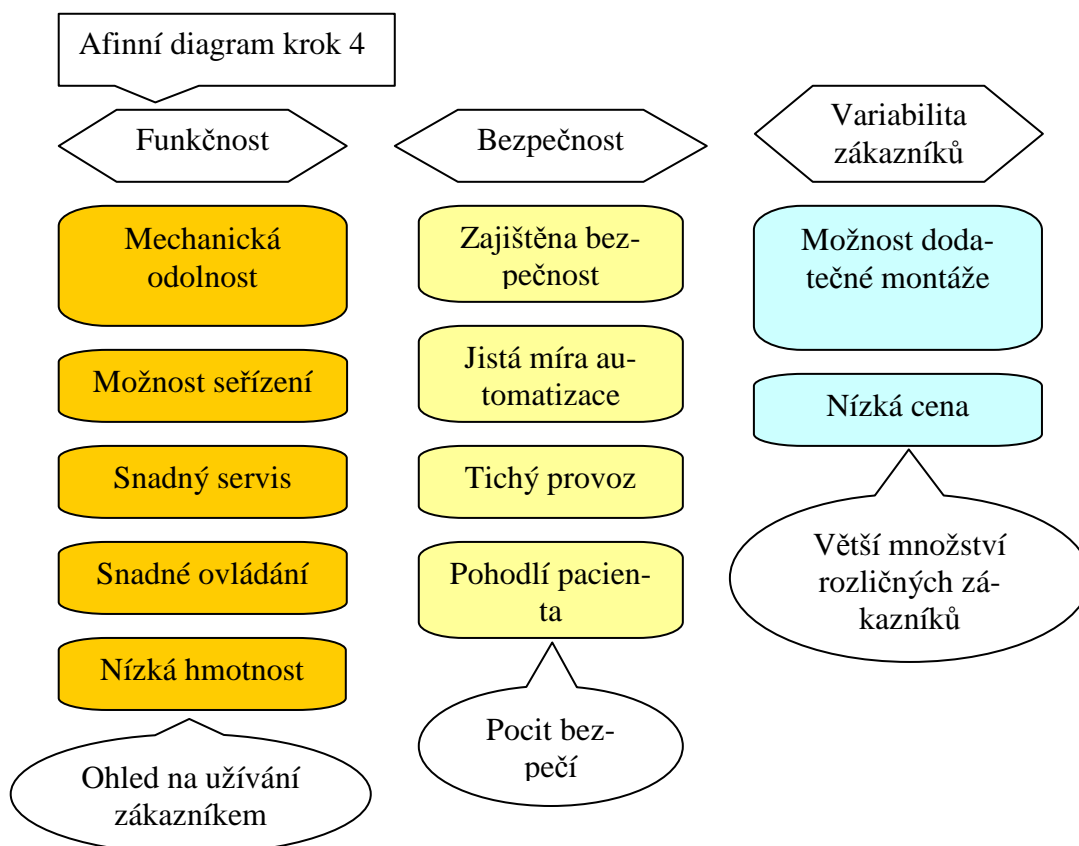 Afinní diagram krok 4
Funkčnost
Mechanická
odolnost
Možnost seřízení
Snadný servis
Snadné ovládání
Nízká hmotnost
Ohled na užívání
zákazníkem
Bezpečnost
Zajištěna bez-
pečnost
Jistá míra au-
tomatizace
Tichý provoz
Pohodlí pacien-
ta
Pocit bez-
pečí
Variabilita
zákazníků
Možnost doda-
tečné montáže
Nízká cena
Větší množství
rozličných zá-
kazníků